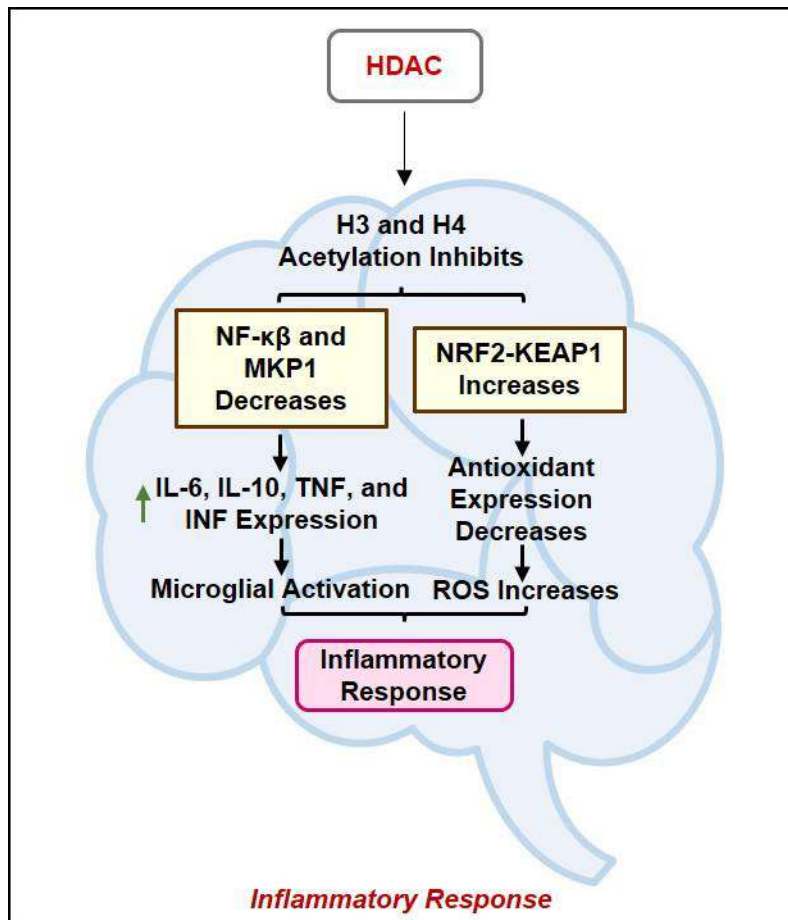 HDAC
H3 and H4
Acetylation Inhibits
NF-κβ and
MKP1
Decreases
NRF2-KEAP1
Increases
IL-6, IL-10, TNF, and
INF Expression
Antioxidant
Expression
Decreases
Microglial Activation
ROS Increases
Inflammatory
Response
Inflammatory Response